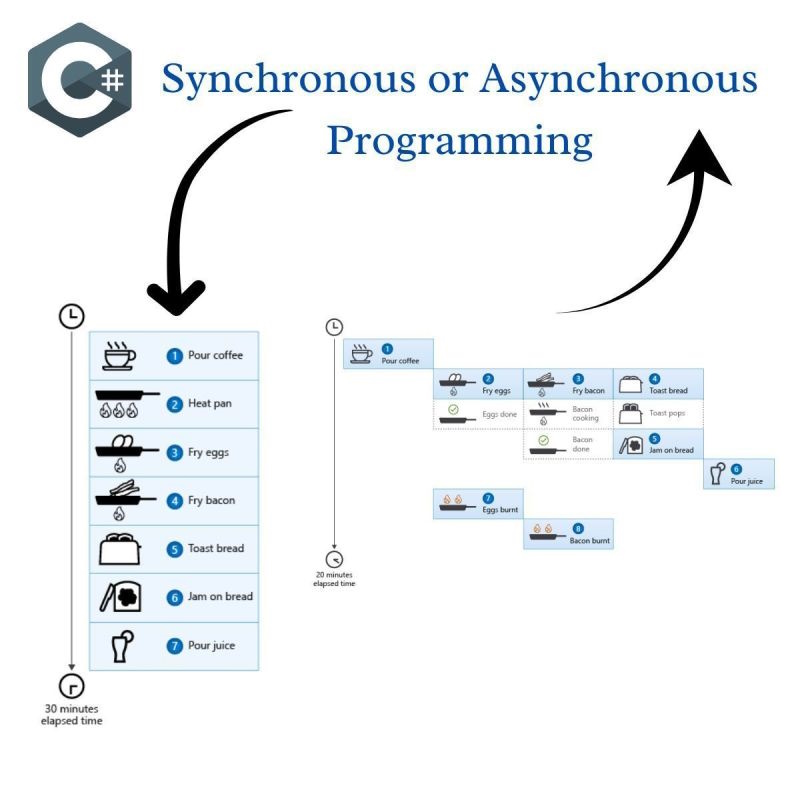 C#
Synchronous or Asynchronous
Programming
1 Pour coffee
2 Heat pan
3 Fry eggs
4 Fry bacon
5 Toast bread
6 Jam on bread
7 Pour juice
30 minutes
elapsed time
1
Pour coffee
2
Fry eggs
3
Fry bacon
4
Toast bread
Eggs done
Bacon
cooking
Toast pops
Bacon
done
5
Jam on bread
6
Pour juice
7
Eggs burnt
8
Bacon burnt
20 minutes
elapsed time